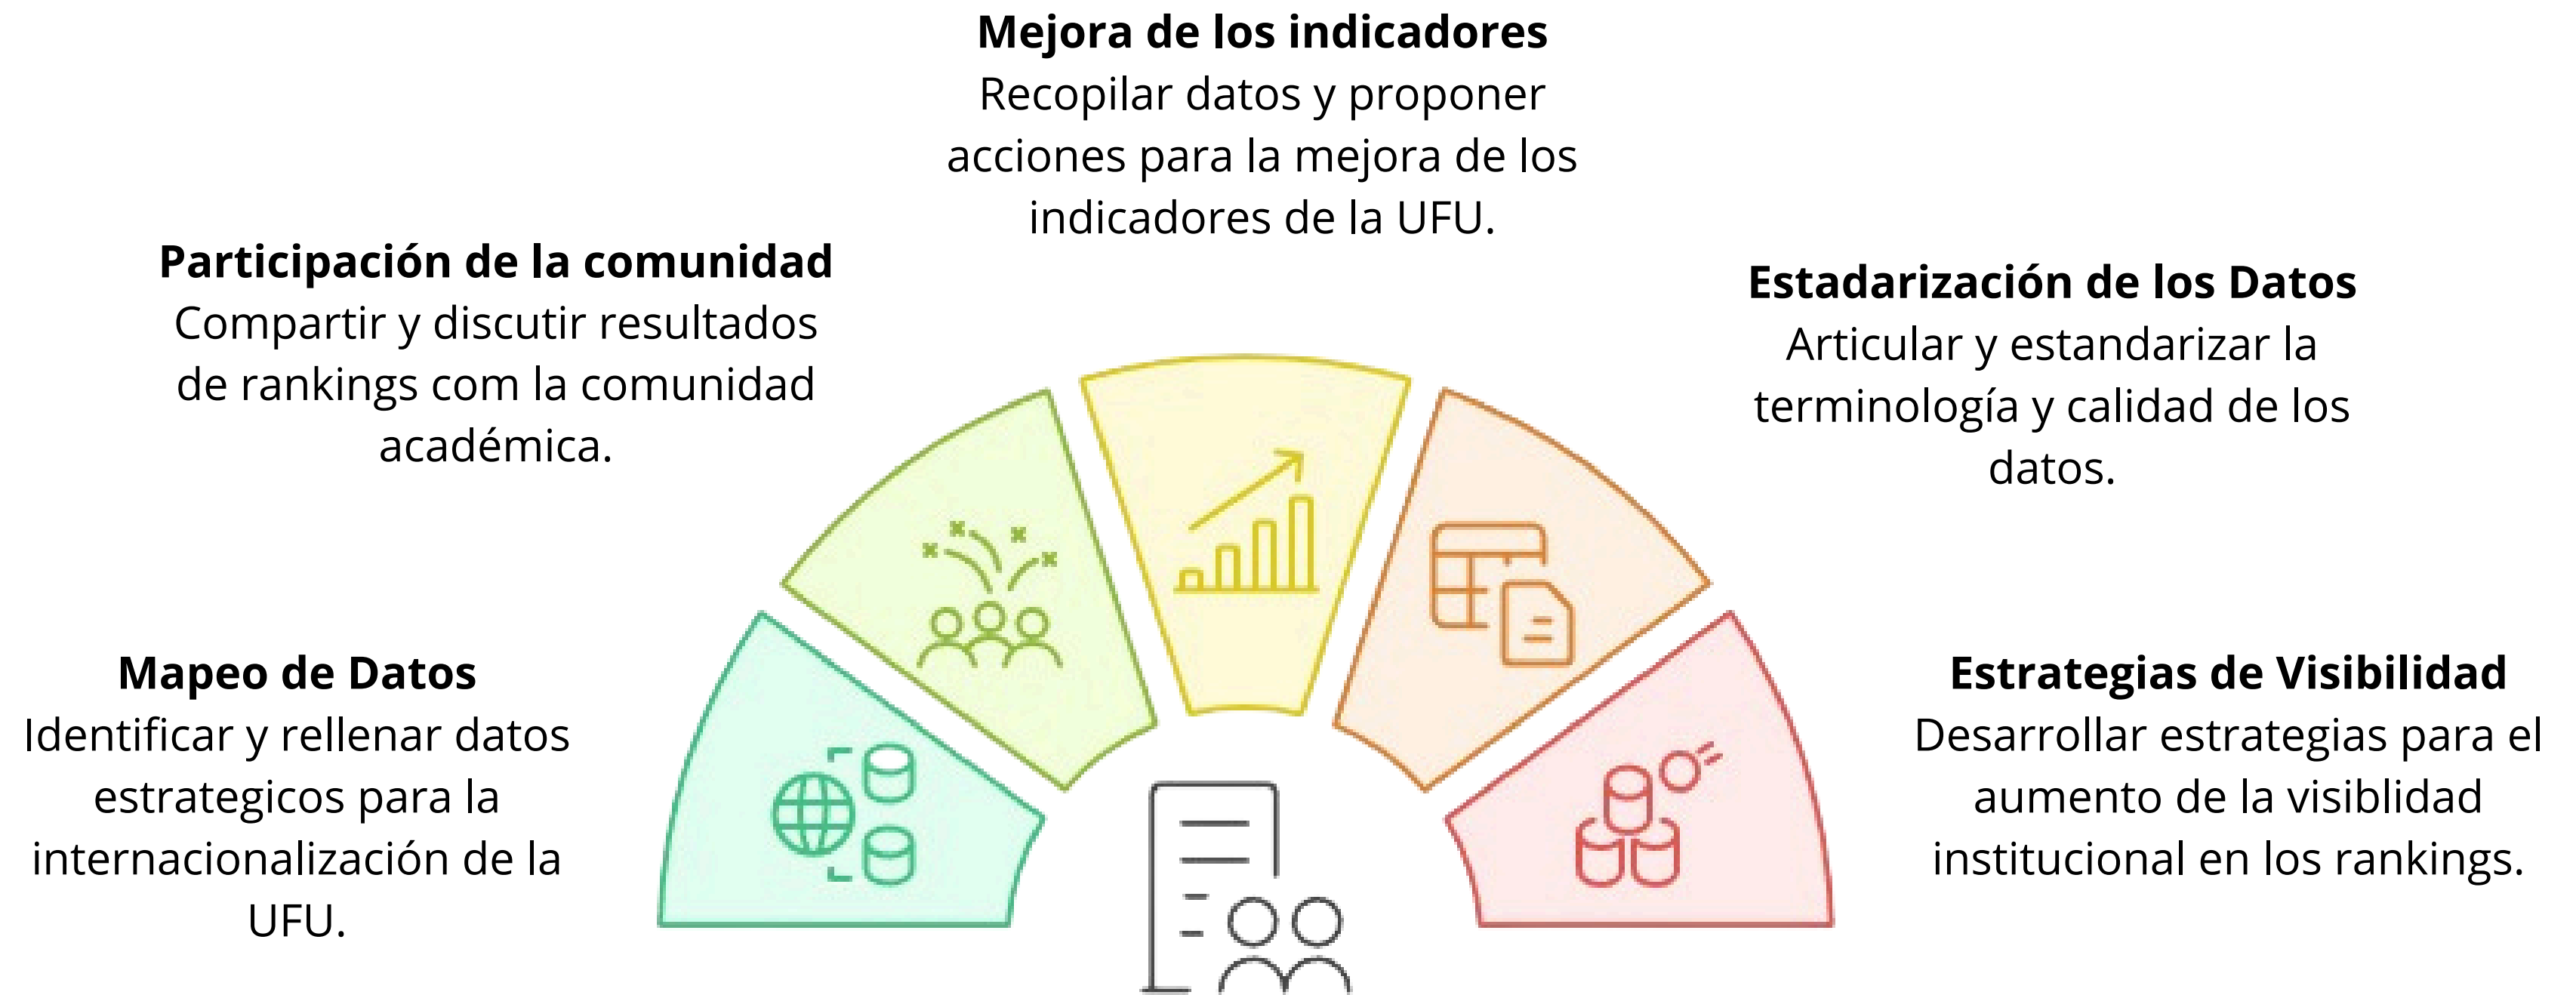 Mejora de los indicadores
Recopilar datos y proponer
acciones para la mejora de los
indicadores de la UFU.
Participación de la comunidad
Compartir y discutir resultados
de rankings com la comunidad
académica.
Estadarización de los Datos
Articular y estandarizar la
terminología y calidad de los
datos.
Mapeo de Datos
Identificar y rellenar datos
estrategicos para la
internacionalización de la
UFU.
Estrategias de Visibilidad
Desarrollar estrategias para el
aumento de la visiblidad
institucional en los rankings.